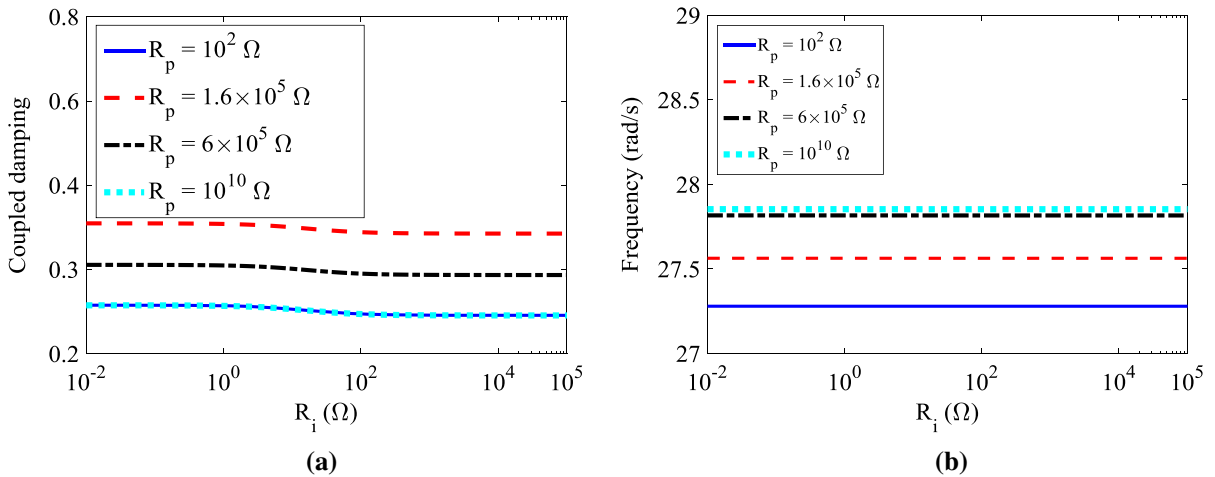 0.8
0.6
0.4
0.3
0.2
Coupled damping
R_p = 10^2 Ω
R_p = 1.6×10^5 Ω
R_p = 6×10^5 Ω
R_p = 10^10 Ω
10^-2 10^0 10^2 10^4 10^5
R_i (Ω)
(a)
29
28.5
28
27.5
27
Frequency (rad/s)
R_p = 10^2 Ω
R_p = 1.6×10^5 Ω
R_p = 6×10^5 Ω
R_p = 10^10 Ω
10^-2 10^0 10^2 10^4 10^5
R_i (Ω)
(b)